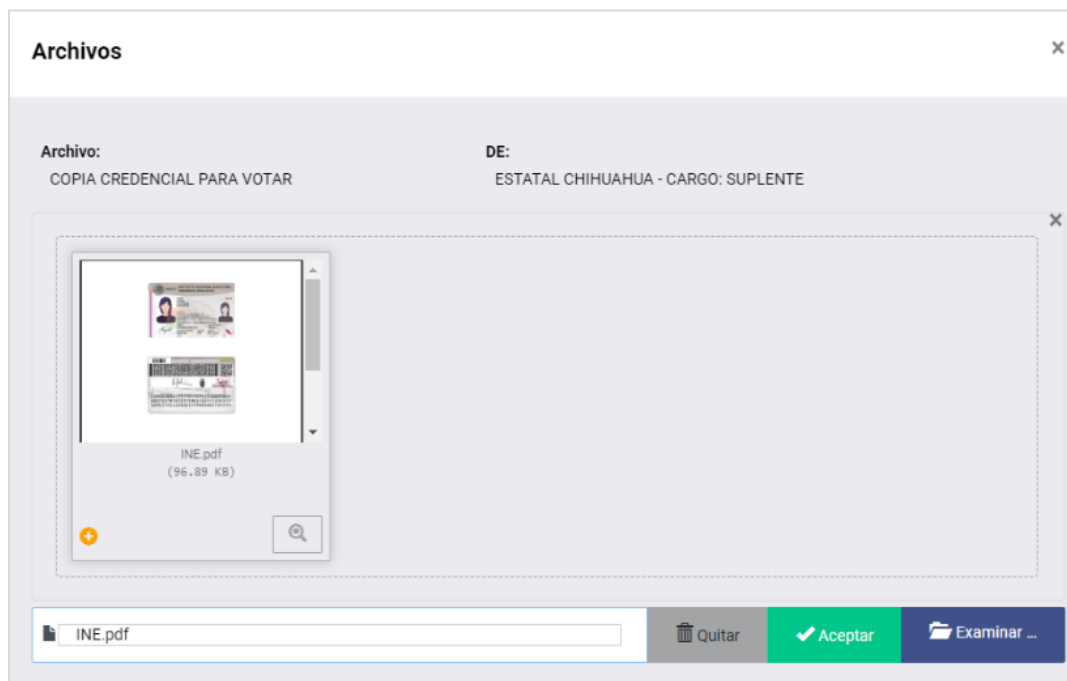 Archivos
Archivo:
DE:
COPIA CREDENCIAL PARA VOTAR
ESTATAL CHIHUAHUA - CARGO: SUPLENTE
INE.pdf
(96.89 KB)
INE.pdf
Quitar
Aceptar
Examinar ...